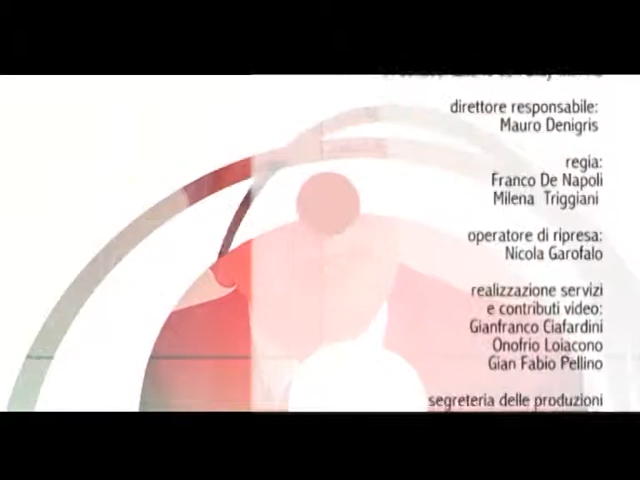 direttore responsabile:
Mauro Denigris
regia:
Franco De Napoli
Milena Triggiani
operatore di ripresa:
Nicola Garofalo
realizzazione servizi
e contributi video:
Gianfranco Ciafardini
Onofrio Loiacono
Gian Fabio Pellino
segreteria delle produzioni